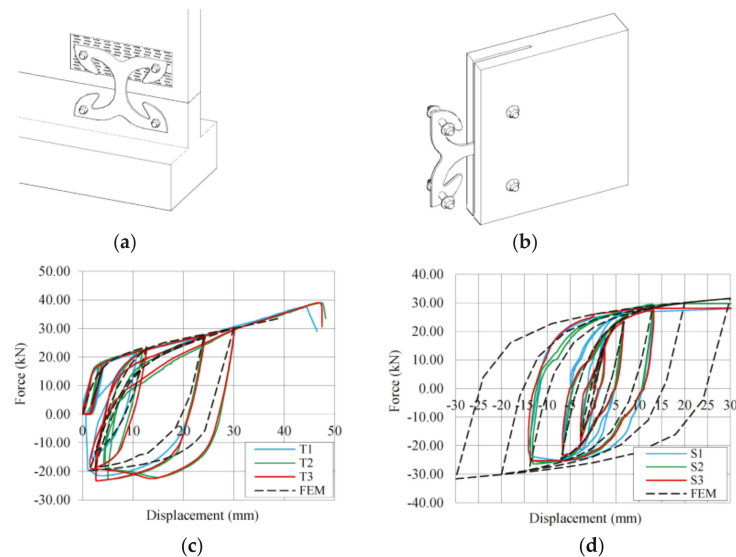 (a)
(b)
50.00
40.00
30.00
20.00
10.00
0.00
-10.00
-20.00
-30.00
0
10
20
30
40
50
Force (kN)
Displacement (mm)
T1
T2
T3
FEM
(c)
40.00
30.00
20.00
10.00
0.00
-10.00
-20.00
-30.00
-40.00
-30 -25 -20 -15 -10 -5 0 5 10 15 20 25 30
Force (kN)
Displacement (mm)
S1
S2
S3
FEM
(d)